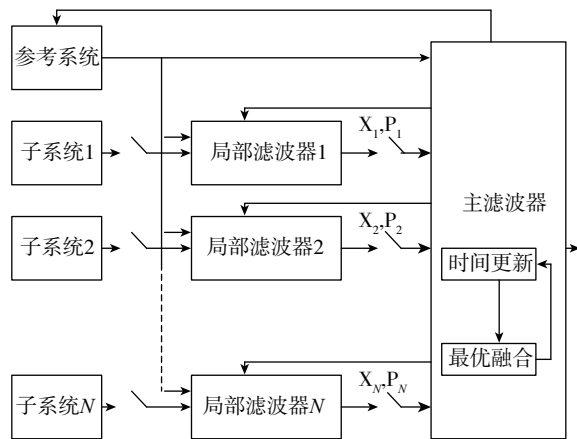 参考系统
子系统1
局部滤波器1
X1,P1
子系统2
局部滤波器2
X2,P2
主滤波器
时间更新
最优融合
子系统N
局部滤波器N
XN,PN